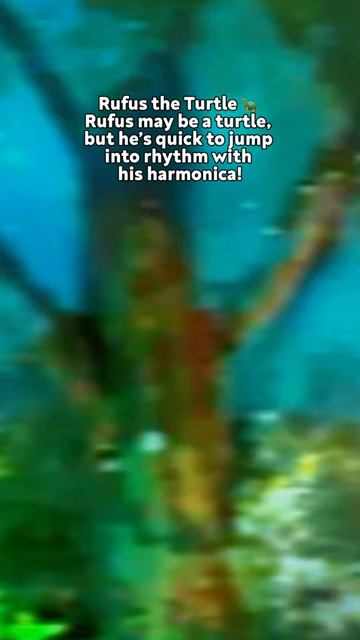 Rufus the Turtle 🐢
Rufus may be a turtle,
but he's quick to jump
into rhythm with
his harmonica!